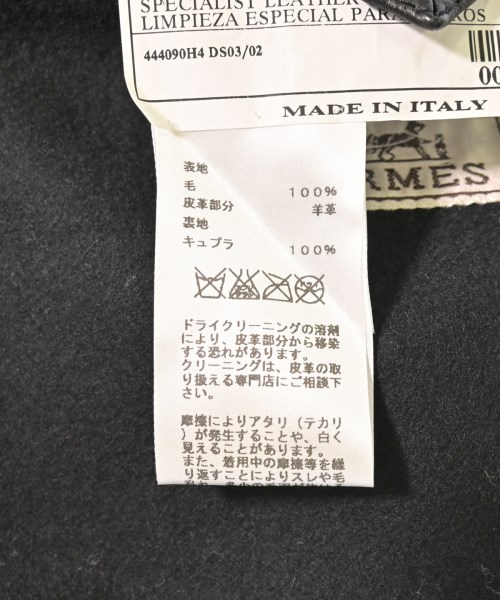 SPECIALIST LEATHER
LIMPIEZA ESPECIAL PARA
444090H4 DS03/02
00
MADE IN ITALY
RMES
表地
毛 100%
皮革部分 羊革
裏地
キュプラ 100%
ドライクリーニングの溶剤
により、皮革部分から移染
する恐れがあります。
クリーニングは、皮革の取
り扱える専門店にご相談下
さい。
摩擦によりアタリ（テカリ
）が発生することや、白く
見えることがあります。
また、着用中の摩擦等を繰
り返すことによりスレや毛